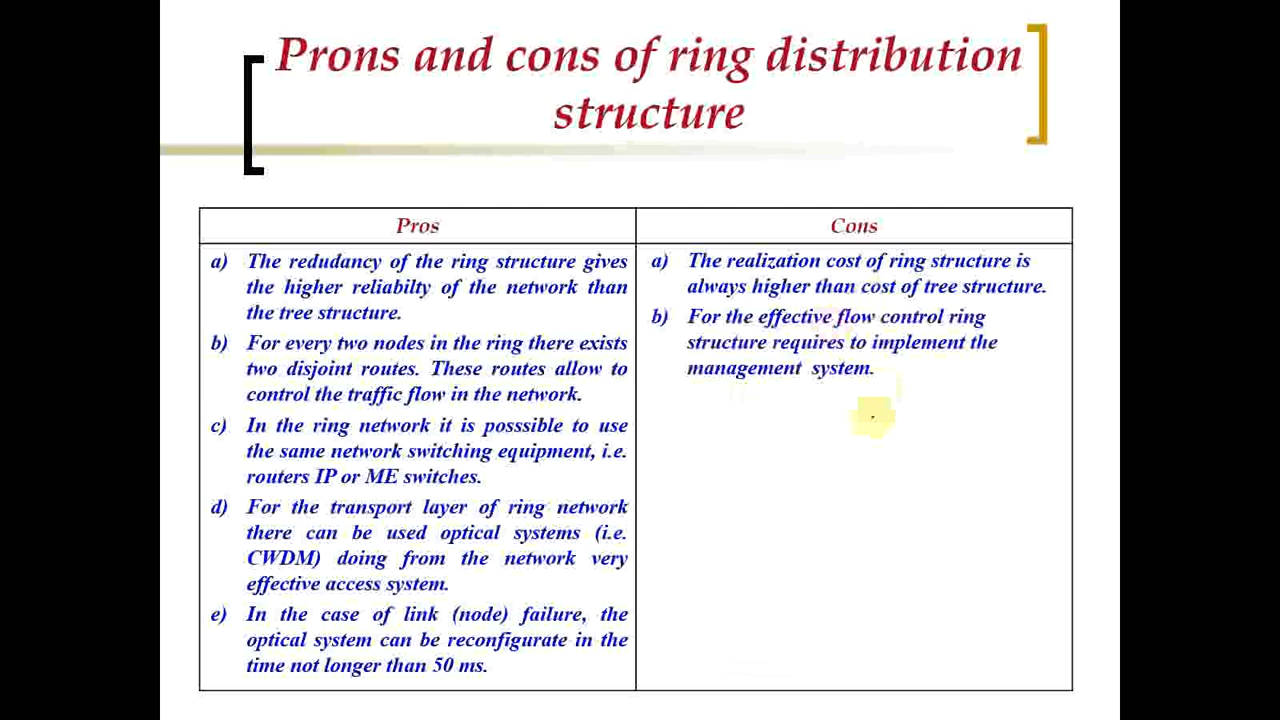 Prons and cons of ring distribution
structure
Pros
a) The redudancy of the ring structure gives
the higher reliabilty of the network than
the tree structure.
b) For every two nodes in the ring there exists
two disjoint routes. These routes allow to
control the traffic flow in the network.
c) In the ring network it is posssible to use
the same network switching equipment, i.e.
routers IP or ME switches.
d) For the transport layer of ring network
there can be used optical systems (i.e.
CWDM) doing from the network very
effective access system.
e) In the case of link (node) failure, the
optical system can be reconfigurate in the
time not longer than 50 ms.
Cons
a) The realization cost of ring structure is
always higher than cost of tree structure.
b) For the effective flow control ring
structure requires to implement the
management system.